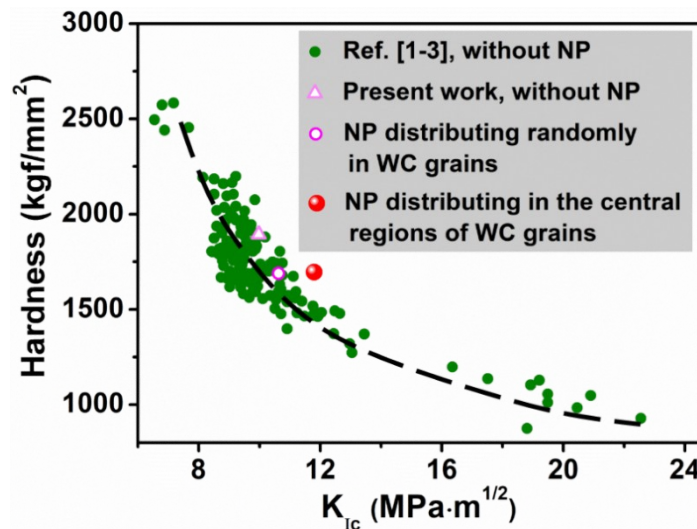 3000
2500
2000
1500
1000
Hardness (kgf/mm²)
Ref. [1-3], without NP
Present work, without NP
NP distributing randomly
in WC grains
NP distributing in the central
regions of WC grains
8 12 16 20 24
K_Ic (MPa·m^1/2)